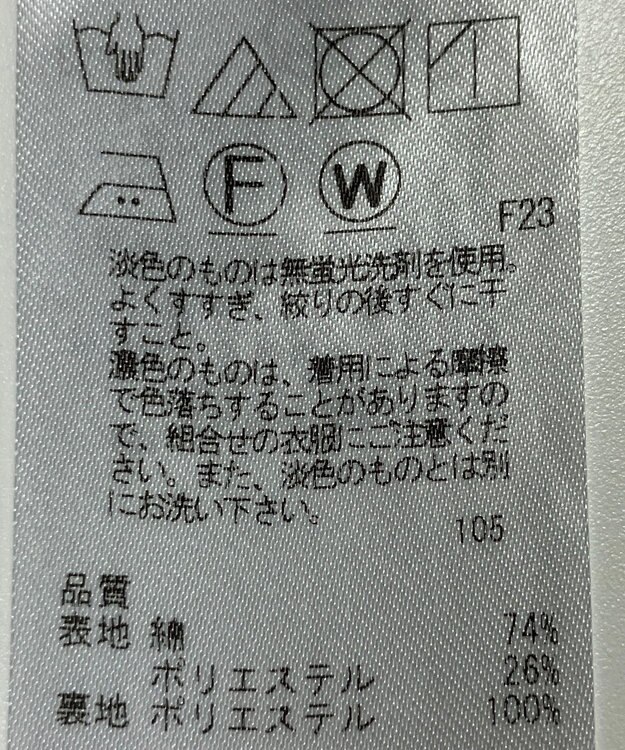 F W F23
淡色のものは無蛍光洗剤を使用。
よくすすぎ、絞りの後すぐに干
すこと。
濃色のものは、着用による摩擦
で色落ちすることがありますの
で、組合せの衣服にご注意くだ
さい。また、淡色のものとは別
にお洗い下さい。
105
品質
表地 綿 74%
ポリエステル 26%
裏地 ポリエステル 100%